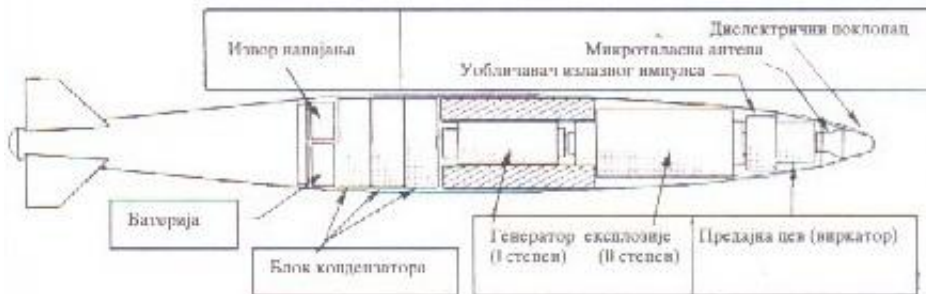 Диелектрични поклопац
Микроталасна антена
Извор напајања
Уобличавач излазног импулса
Батерија
Блок кондензатора
Генератор експлозије
(I степен) (II степен)
Предајна цев (виркатор)